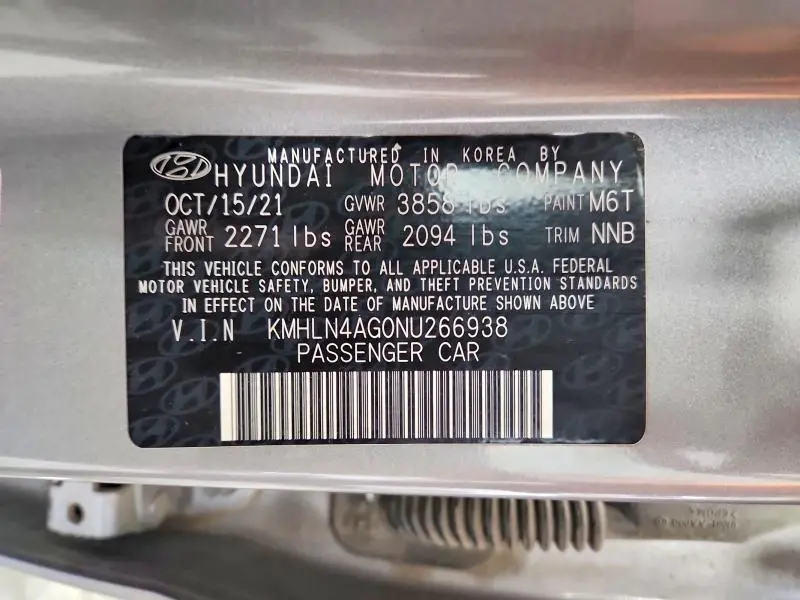 MANUFACTURED IN KOREA BY
HYUNDAI MOTOR COMPANY
OCT/15/21 GVWR 3858 lbs PAINT M6T
GAWR FRONT 2271 lbs GAWR REAR 2094 lbs TRIM NNB
THIS VEHICLE CONFORMS TO ALL APPLICABLE U.S.A. FEDERAL
MOTOR VEHICLE SAFETY, BUMPER, AND THEFT PREVENTION STANDARDS
IN EFFECT ON THE DATE OF MANUFACTURE SHOWN ABOVE
V.I.N KMHLN4AG0NU266938
PASSENGER CAR